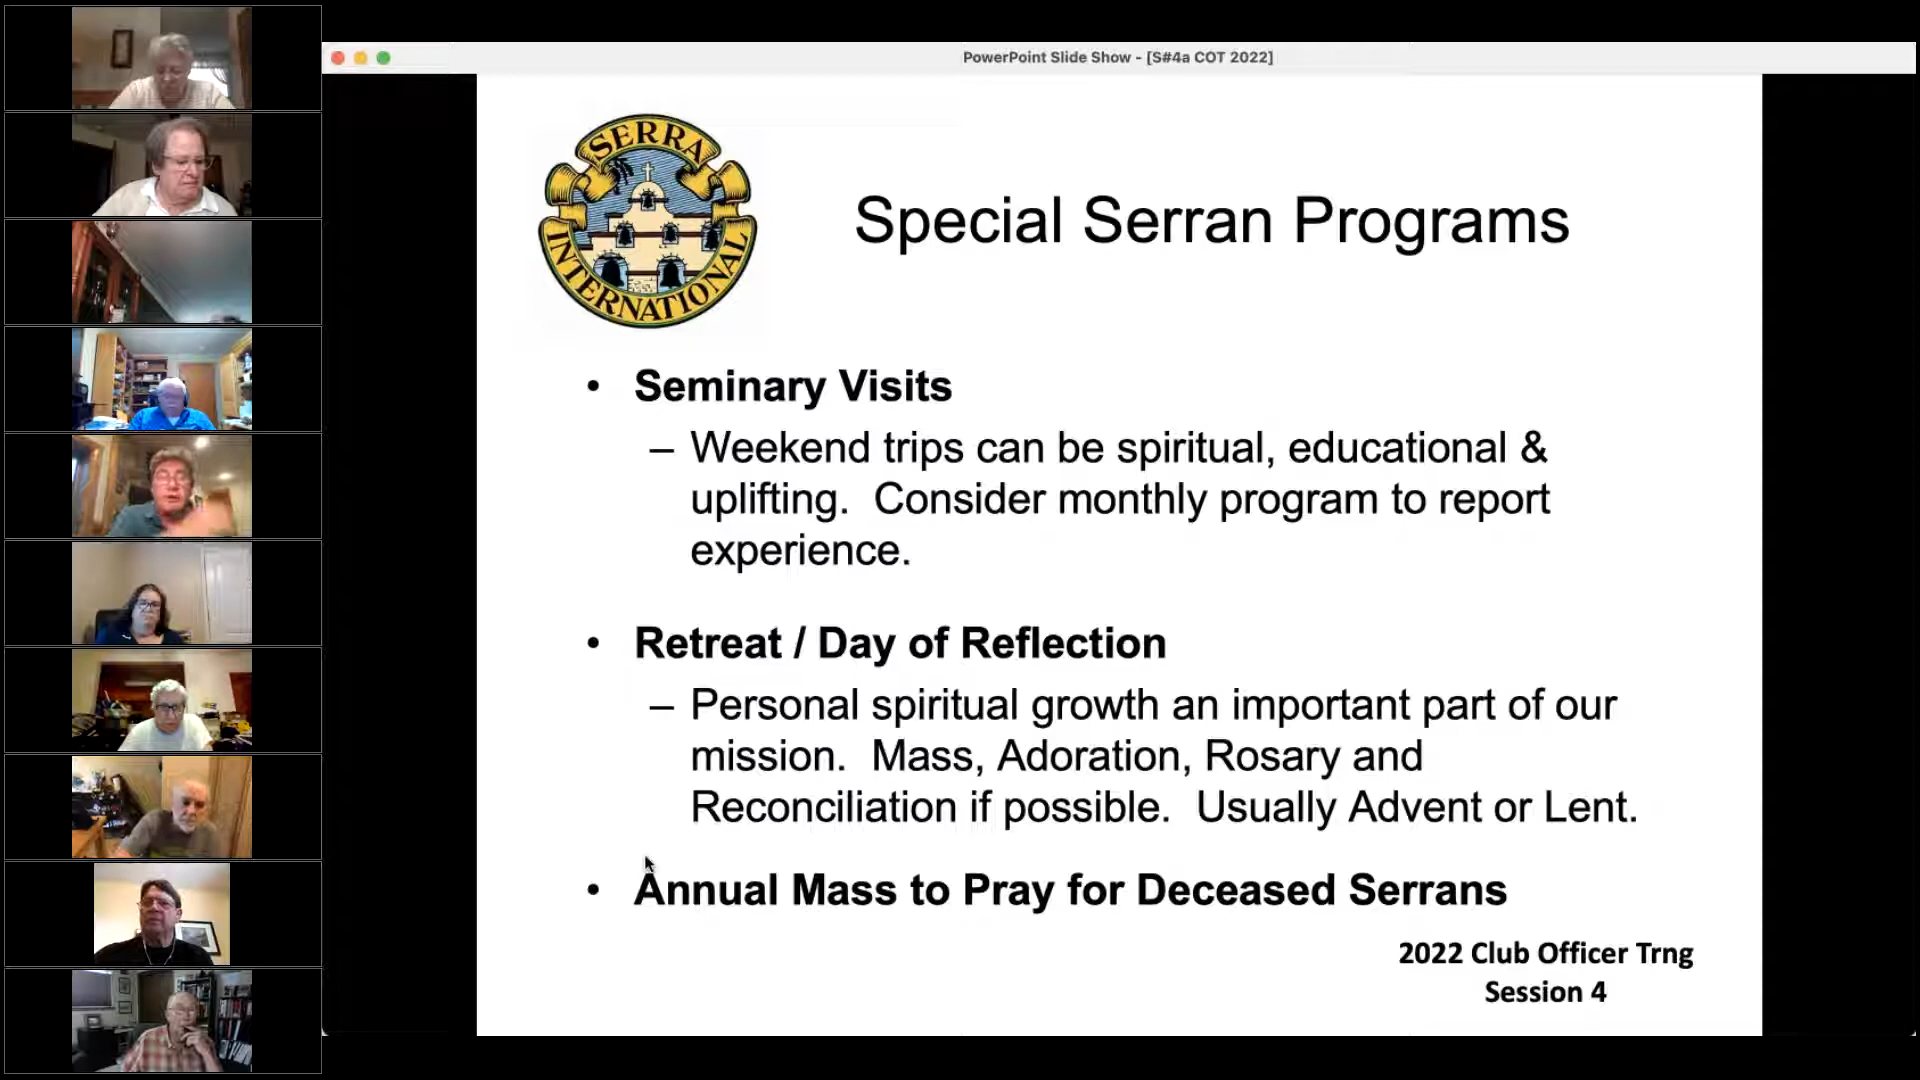 PowerPoint Slide Show - [S#4a COT 2022]
SERRA
INTERNATIONAL
Special Serran Programs
• Seminary Visits
– Weekend trips can be spiritual, educational &
uplifting.  Consider monthly program to report
experience.
• Retreat / Day of Reflection
– Personal spiritual growth an important part of our
mission.  Mass, Adoration, Rosary and
Reconciliation if possible.  Usually Advent or Lent.
• Annual Mass to Pray for Deceased Serrans
2022 Club Officer Trng
Session 4